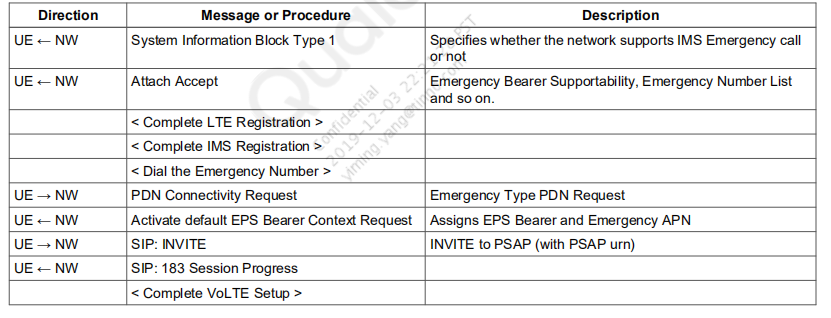 Direction Message or Procedure Description
UE ← NW System Information Block Type 1 Specifies whether the network supports IMS Emergency call
or not
UE ← NW Attach Accept Emergency Bearer Supportability, Emergency Number List
and so on.
< Complete LTE Registration >
< Complete IMS Registration >
< Dial the Emergency Number >
UE → NW PDN Connectivity Request Emergency Type PDN Request
UE ← NW Activate default EPS Bearer Context Request Assigns EPS Bearer and Emergency APN
UE → NW SIP: INVITE INVITE to PSAP (with PSAP urn)
UE ← NW SIP: 183 Session Progress
< Complete VoLTE Setup >